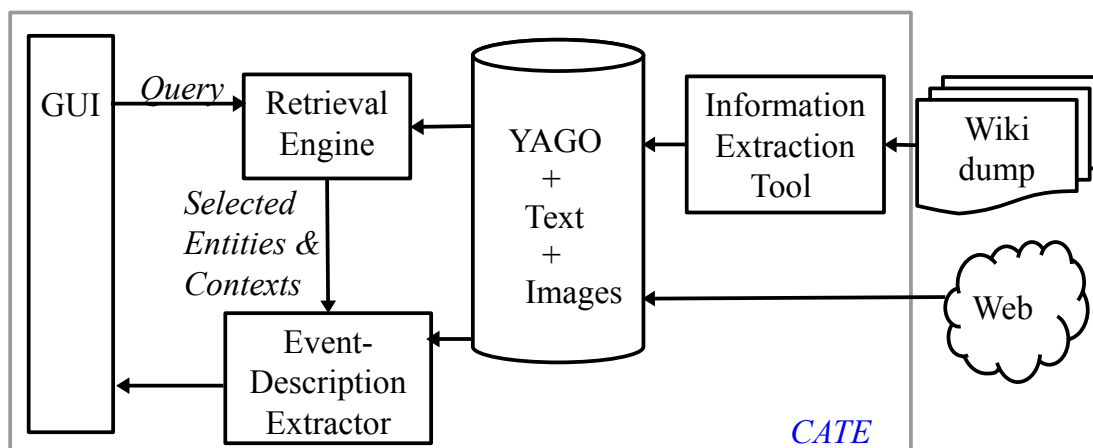 GUI
Query
Retrieval
Engine
Selected
Entities &
Contexts
Event-
Description
Extractor
YAGO
+
Text
+
Images
Information
Extraction
Tool
Wiki
dump
Web
CATE